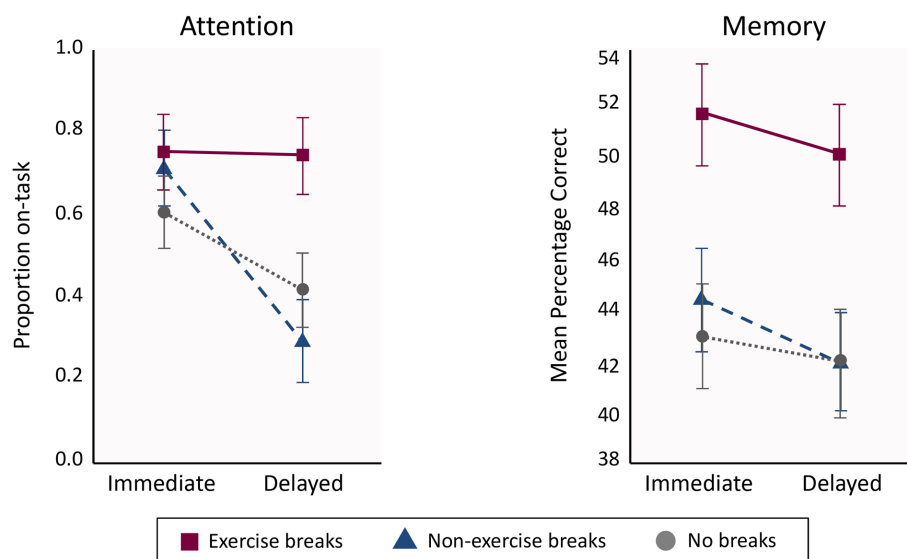 Attention
Proportion on-task
1.0
0.8
0.6
0.4
0.2
0.0
Immediate Delayed
Memory
Mean Percentage Correct
54
52
50
48
46
44
42
40
38
Immediate Delayed
Exercise breaks Non-exercise breaks No breaks